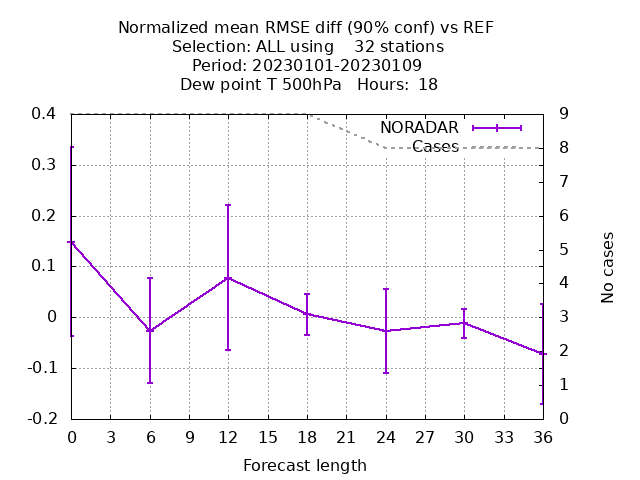 Normalized mean RMSE diff (90% conf) vs REF
Selection: ALL using    32 stations
Period: 20230101-20230109
Dew point T 500hPa   Hours:  18
NORADAR
Cases
0.4
0.3
0.2
0.1
0
-0.1
-0.2
9
8
7
6
5
4
3
2
1
0
No cases
0 3 6 9 12 15 18 21 24 27 30 33 36
Forecast length